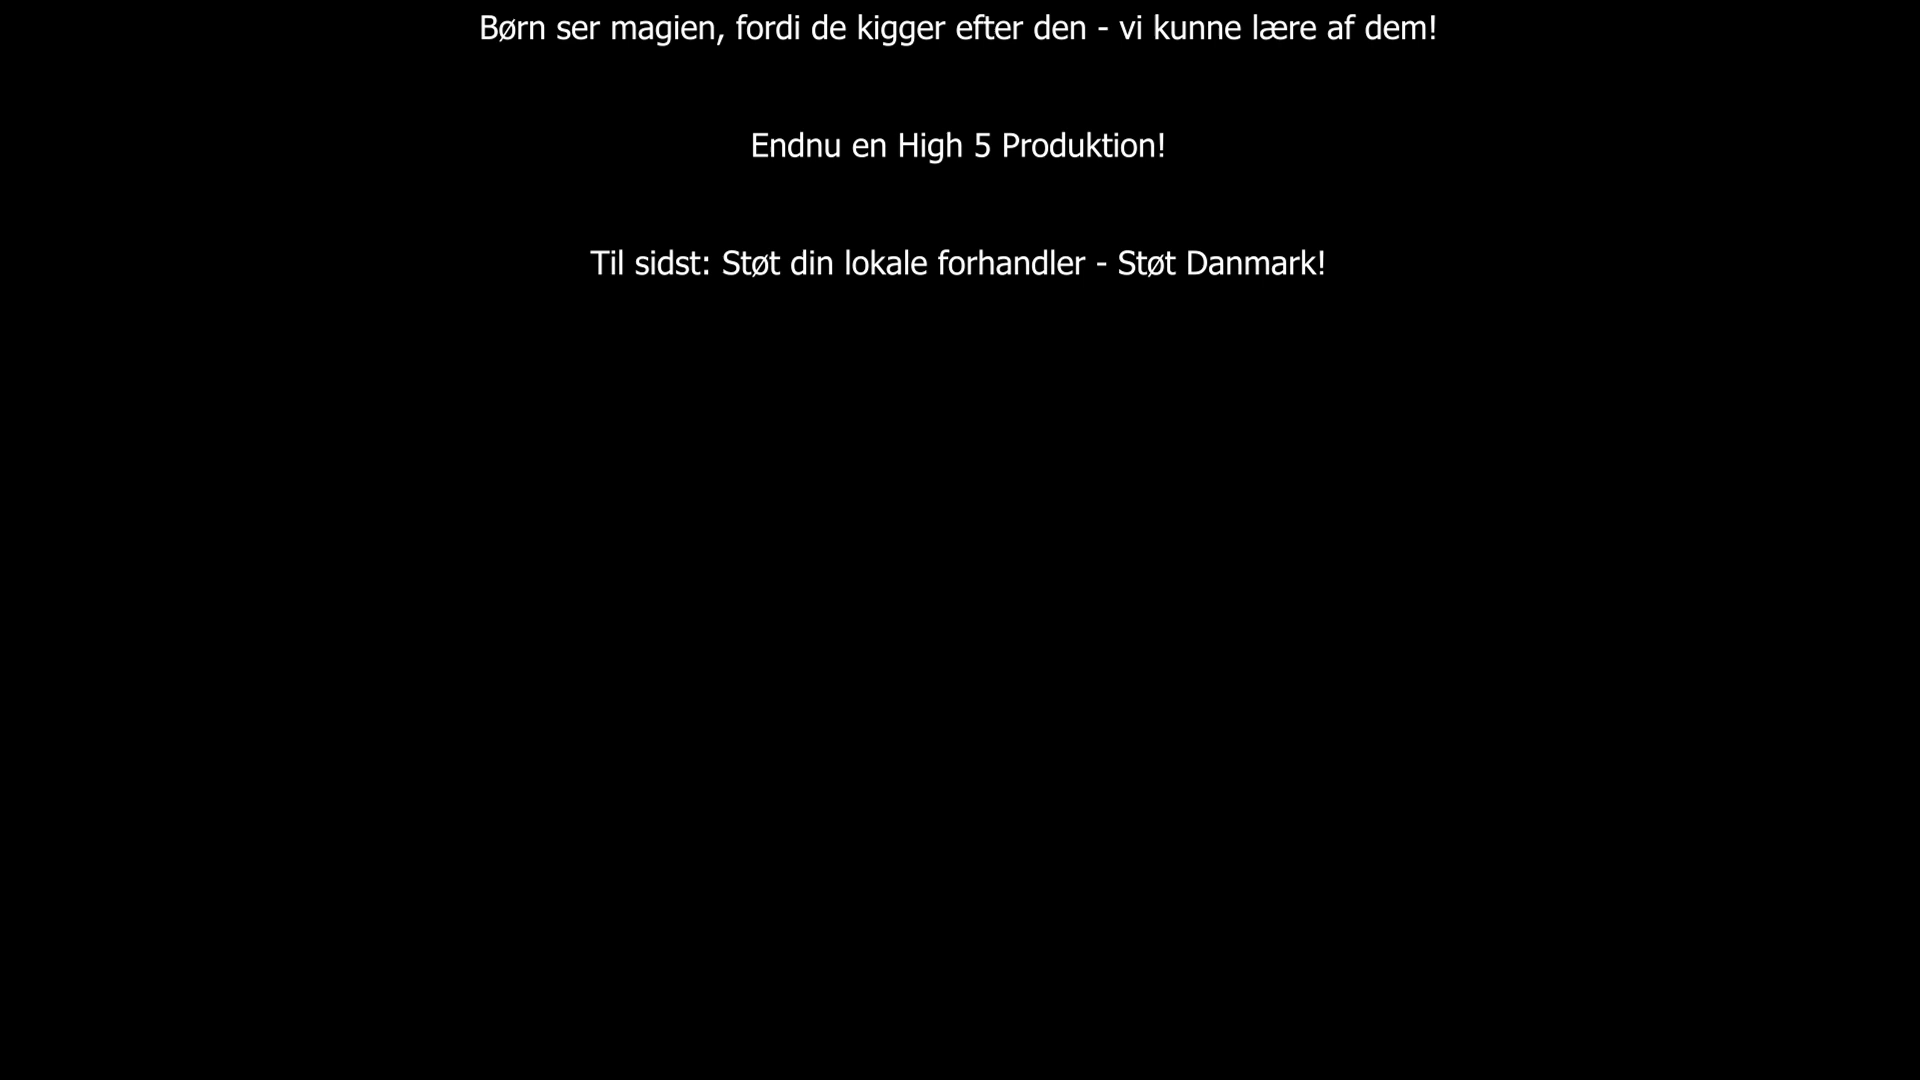 Børn ser magien, fordi de kigger efter den - vi kunne lære af dem!
Endnu en High 5 Produktion!
Til sidst: Støt din lokale forhandler - Støt Danmark!